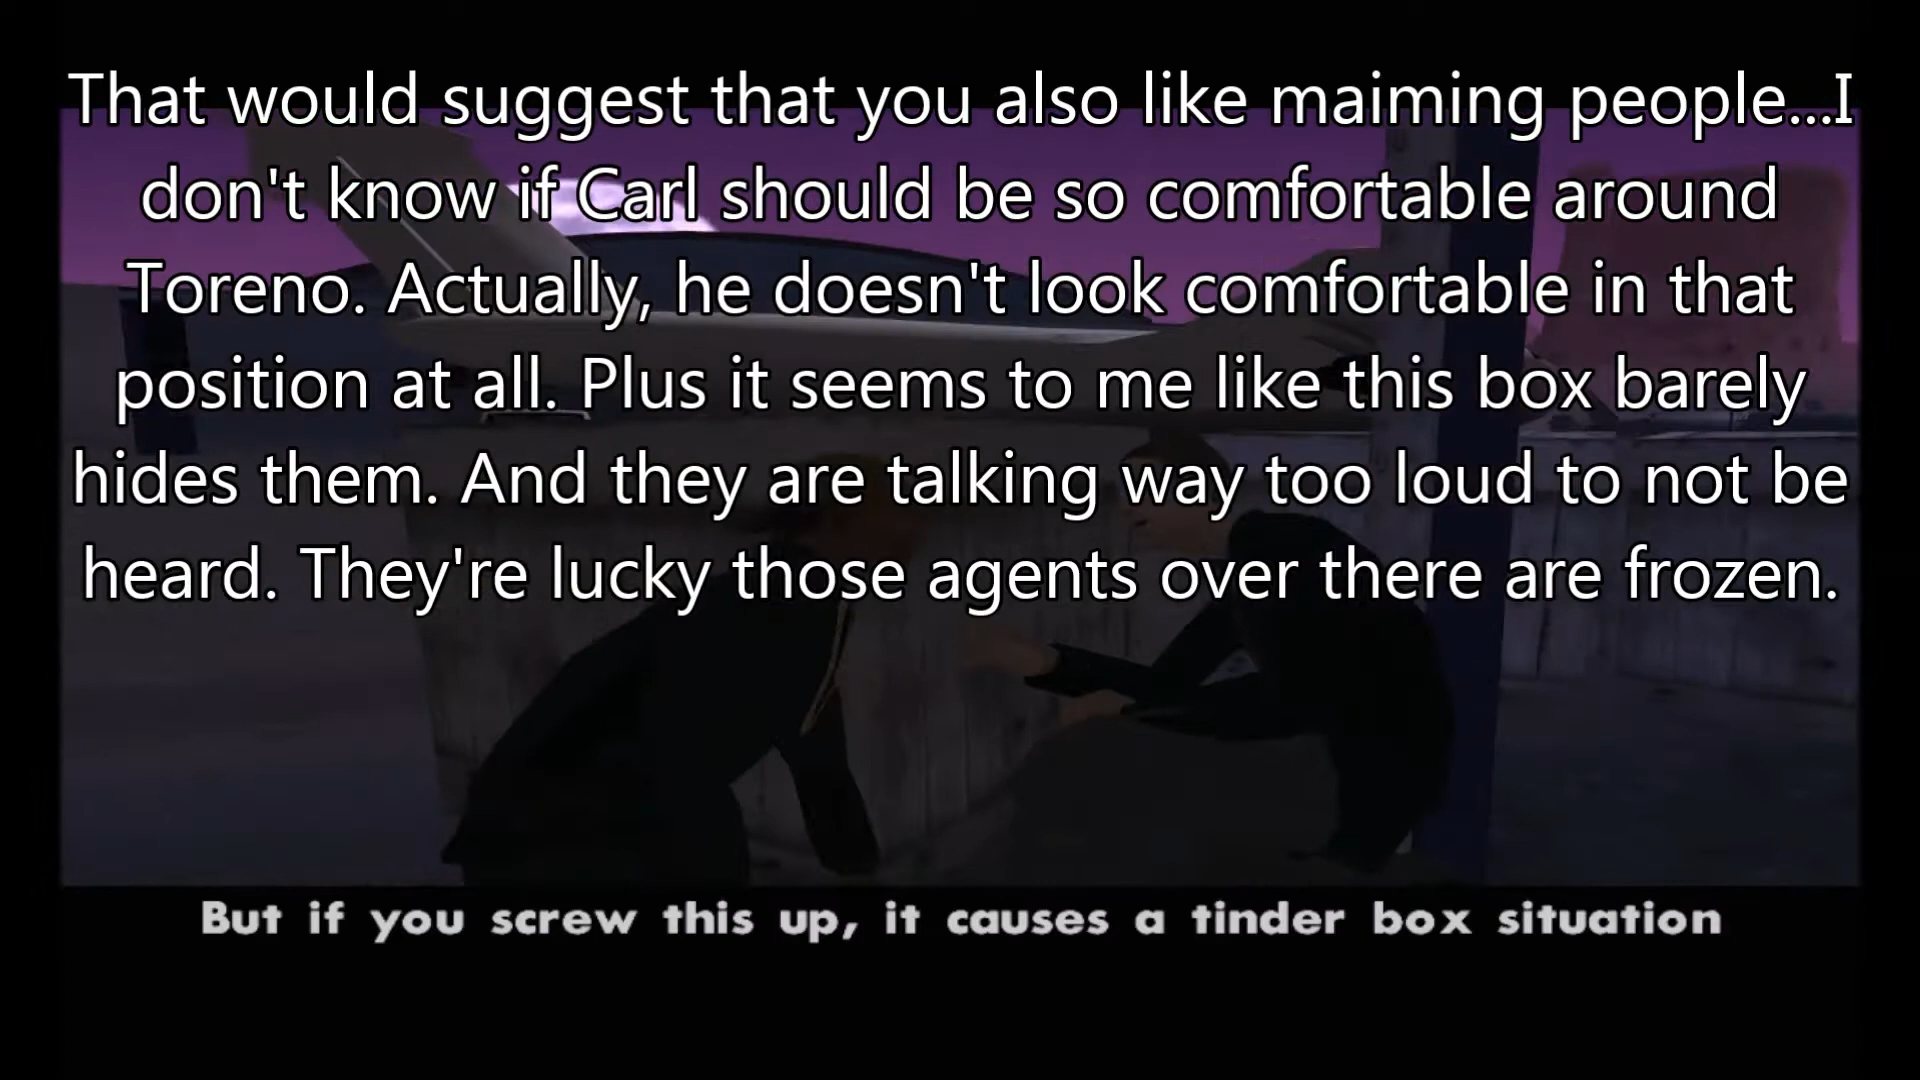 That would suggest that you also like maiming people...I
don't know if Carl should be so comfortable around
Toreno. Actually, he doesn't look comfortable in that
position at all. Plus it seems to me like this box barely
hides them. And they are talking way too loud to not be
heard. They're lucky those agents over there are frozen.
But if you screw this up, it causes a tinder box situation